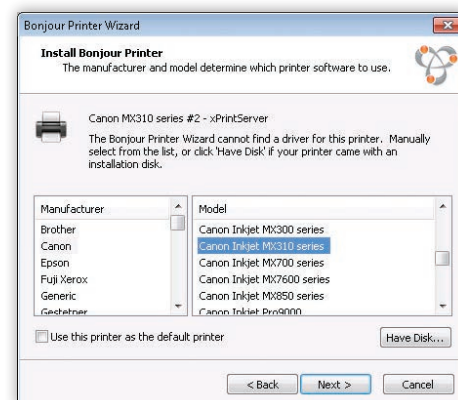 Bonjour Printer Wizard
Install Bonjour Printer
The manufacturer and model determine which printer software to use.
Canon MX310 series #2 - xPrintServer
The Bonjour Printer Wizard cannot find a driver for this printer. Manually
select from the list, or click 'Have Disk' if your printer came with an
installation disk.
Manufacturer
Brother
Canon
Epson
Fuji Xerox
Generic
Gestetner
Model
Canon Inkjet MX300 series
Canon Inkjet MX310 series
Canon Inkjet MX700 series
Canon Inkjet MX7600 series
Canon Inkjet MX850 series
Canon Inkjet Pro9000
Use this printer as the default printer
Have Disk...
< Back
Next >
Cancel